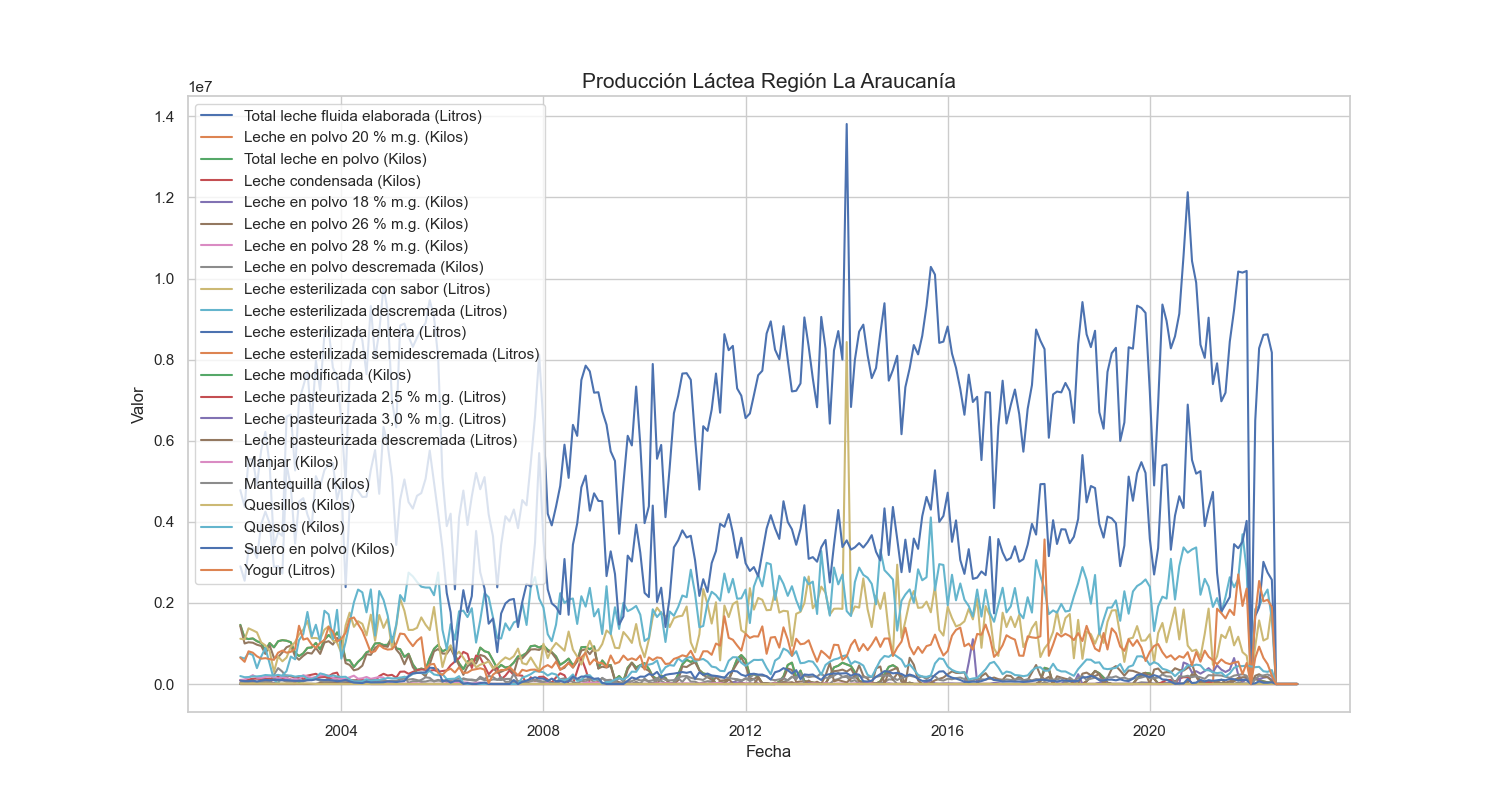 Producción Láctea Región La Araucanía
1e7
1.4
1.2
1.0
0.8
0.6
0.4
0.2
0.0
Valor
Total leche fluida elaborada (Litros)
Leche en polvo 20 % m.g. (Kilos)
Total leche en polvo (Kilos)
Leche condensada (Kilos)
Leche en polvo 18 % m.g. (Kilos)
Leche en polvo 26 % m.g. (Kilos)
Leche en polvo 28 % m.g. (Kilos)
Leche en polvo descremada (Kilos)
Leche esterilizada con sabor (Litros)
Leche esterilizada descremada (Litros)
Leche esterilizada entera (Litros)
Leche esterilizada semidescremada (Litros)
Leche modificada (Kilos)
Leche pasteurizada 2,5 % m.g. (Litros)
Leche pasteurizada 3,0 % m.g. (Litros)
Leche pasteurizada descremada (Litros)
Manjar (Kilos)
Mantequilla (Kilos)
Quesillos (Kilos)
Quesos (Kilos)
Suero en polvo (Kilos)
Yogur (Litros)
2004
2008
2012
2016
2020
Fecha